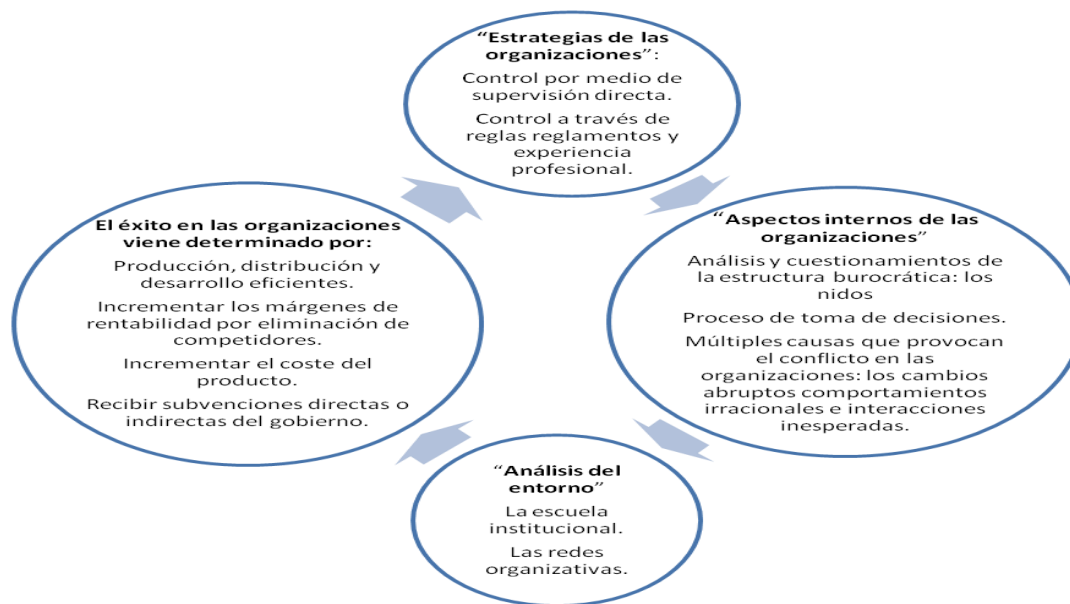 “Estrategias de las
organizaciones”:
Control por medio de
supervisión directa.
Control a través de
reglas reglamentos y
experiencia
profesional.
“Aspectos internos de las
organizaciones”
Análisis y cuestionamientos de
la estructura burocrática: los
nidos
Proceso de toma de decisiones.
Múltiples causas que provocan
el conflicto en las
organizaciones: los cambios
abruptos comportamientos
irracionales e interacciones
inesperadas.
“Análisis del
entorno”
La escuela
institucional.
Las redes
organizativas.
El éxito en las organizaciones
viene determinado por:
Producción, distribución y
desarrollo eficientes.
Incrementar los márgenes de
rentabilidad por eliminación de
competidores.
Incrementar el coste del
producto.
Recibir subvenciones directas o
indirectas del gobierno.